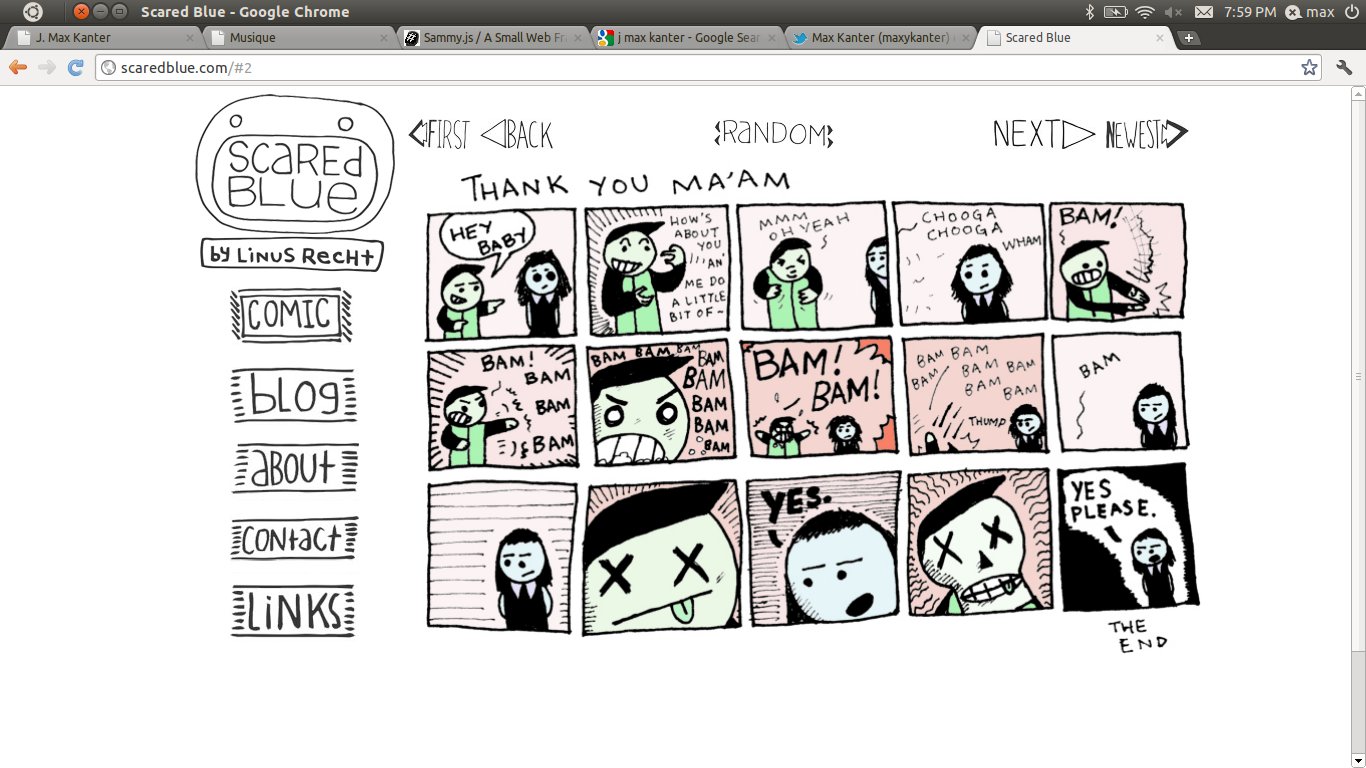 Scared Blue - Google Chrome
7:59 PM
max
J. Max Kanter
Musique
Sammy.js / A Small Web Fra
j max kanter - Google Sear
Max Kanter (maxykanter)
Scared Blue
scaredblue.com/#2
SCARED
BLUE
by LINUS RECHT
COMIC
BLOG
ABOUT
CONTACT
LINKS
FIRST
BACK
RANDOM
NEXT
NEWEST
THANK YOU MA'AM
HEY
BABY
HOW'S
ABOUT
YOU
AN'
ME DO
A LITTLE
BIT OF~
MMM
OH YEAH
CHOOGA
CHOOGA
WHAM
BAM!
BAM!
BAM
BAM
BAM
BAM BAM BAM
BAM
BAM
BAM
BAM
BAM
BAM!
BAM!
BAM BAM
BAM BAM BAM
BAM BAM
THUMP
BAM
YES.
YES
PLEASE.
THE
END